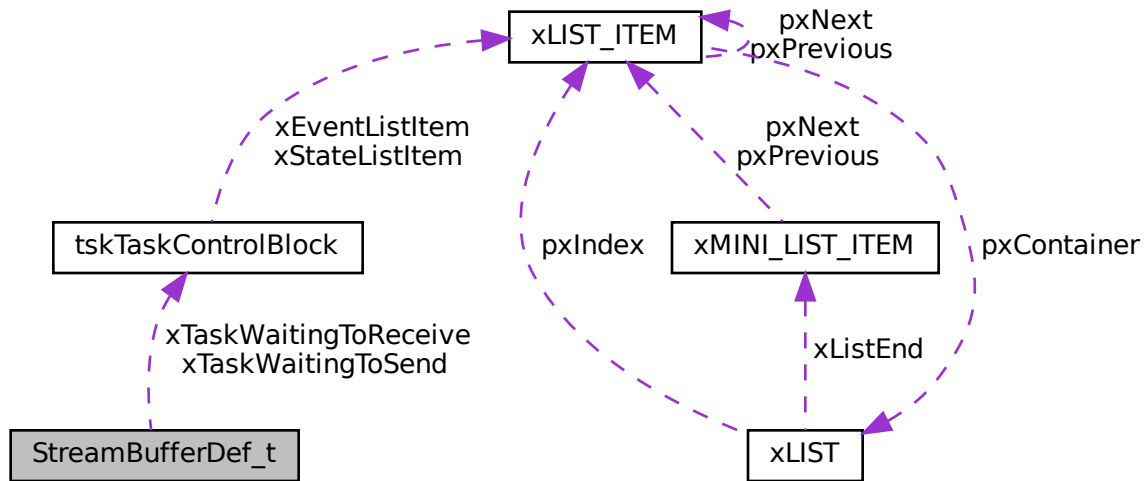 xLIST_ITEM
pxNext
pxPrevious
xEventListItem
xStateListItem
pxNext
pxPrevious
tskTaskControlBlock
pxIndex
xMINI_LIST_ITEM
pxContainer
xTaskWaitingToReceive
xTaskWaitingToSend
xListEnd
StreamBufferDef_t
xLIST